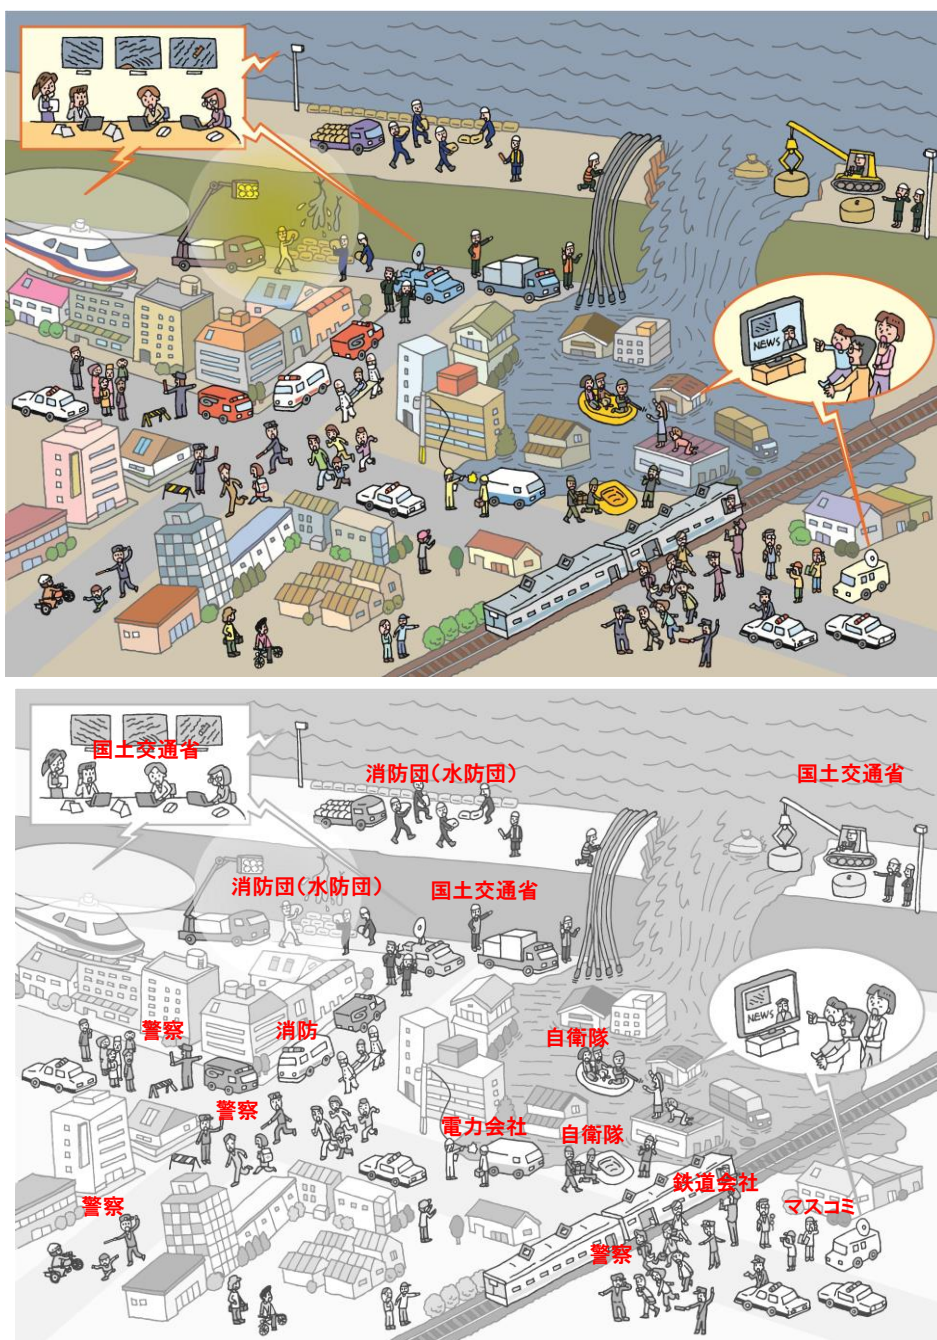 NEWS
国土交通省
消防団(水防団)
国土交通省
消防団(水防団)
国土交通省
NEWS
警察
消防
自衛隊
警察
電力会社
自衛隊
鉄道会社
警察
マスコミ
警察